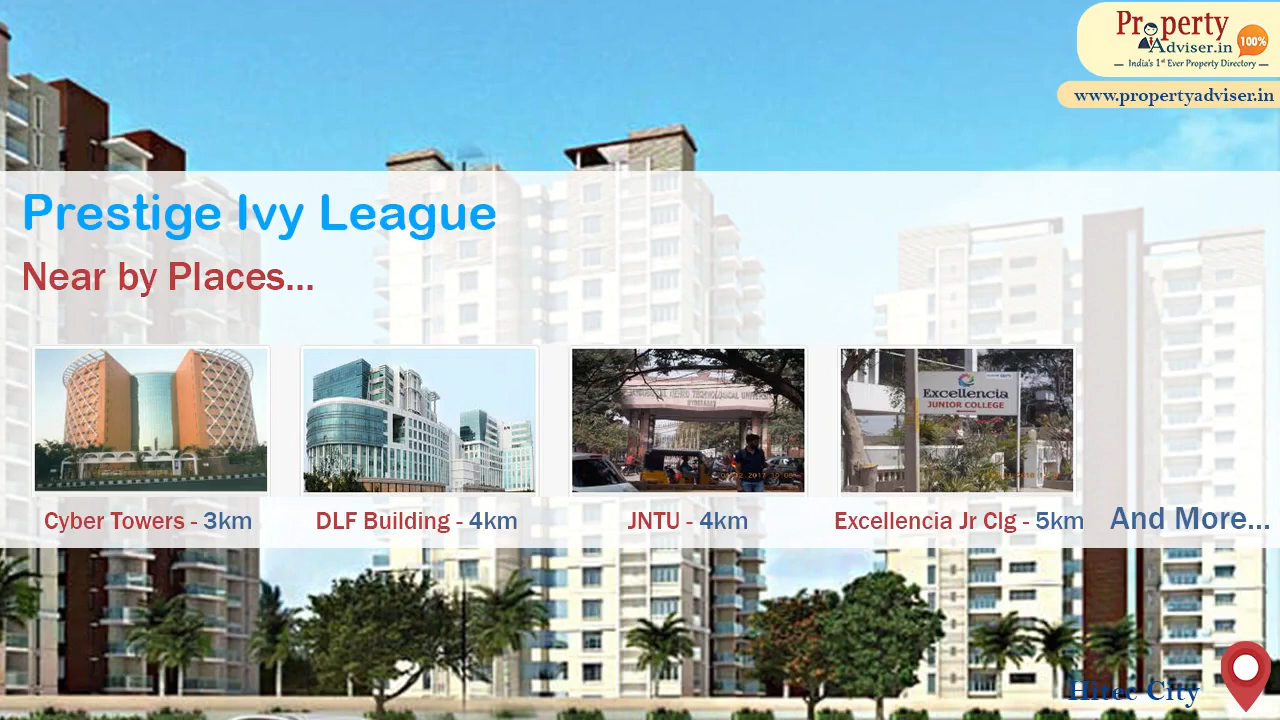 Property
Adviser.in
100%
India's 1st Ever Property Directory
www.propertyadviser.in
Prestige Ivy League
Near by Places...
Excellencia
JUNIOR COLLEGE
Cyber Towers - 3km
DLF Building - 4km
JNTU - 4km
Excellencia Jr Clg - 5km
And More...
Hitec City